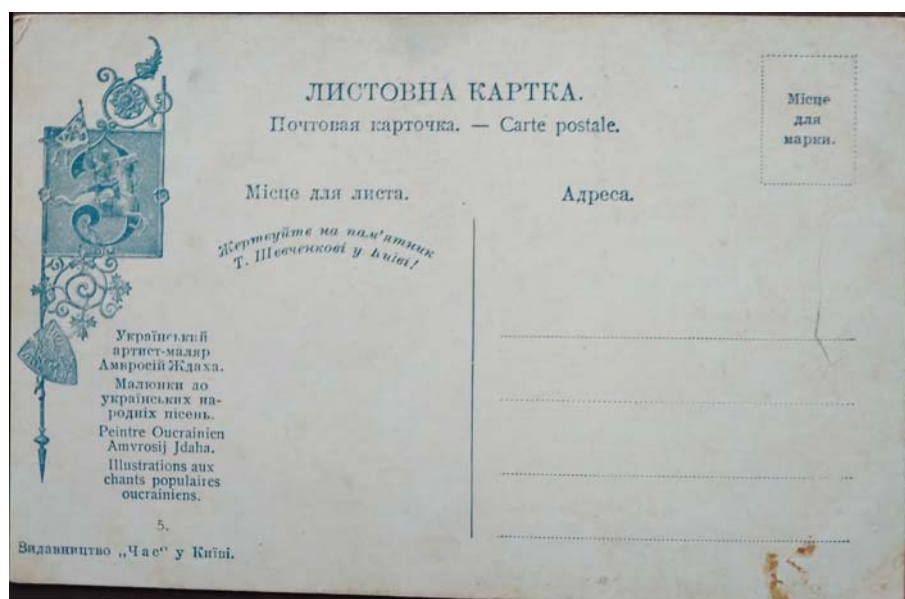 ЛИСТОВНА КАРТКА.
Почтовая карточка. — Carte postale.
Місце
для
марки.
Місце для листа.
Адреса.
Жертвуйте на пам'ятник
Т. Шевченкові у Київі!
Український
артист-маляр
Амвросій Ждаха.
Малюнки до
українських на-
родніх пісень.
Peintre Oucrainien
Amvrosij Jdaha.
Illustrations aux
chants populaires
oucrainiens.
5.
Видавництво „Час“ у Київі.